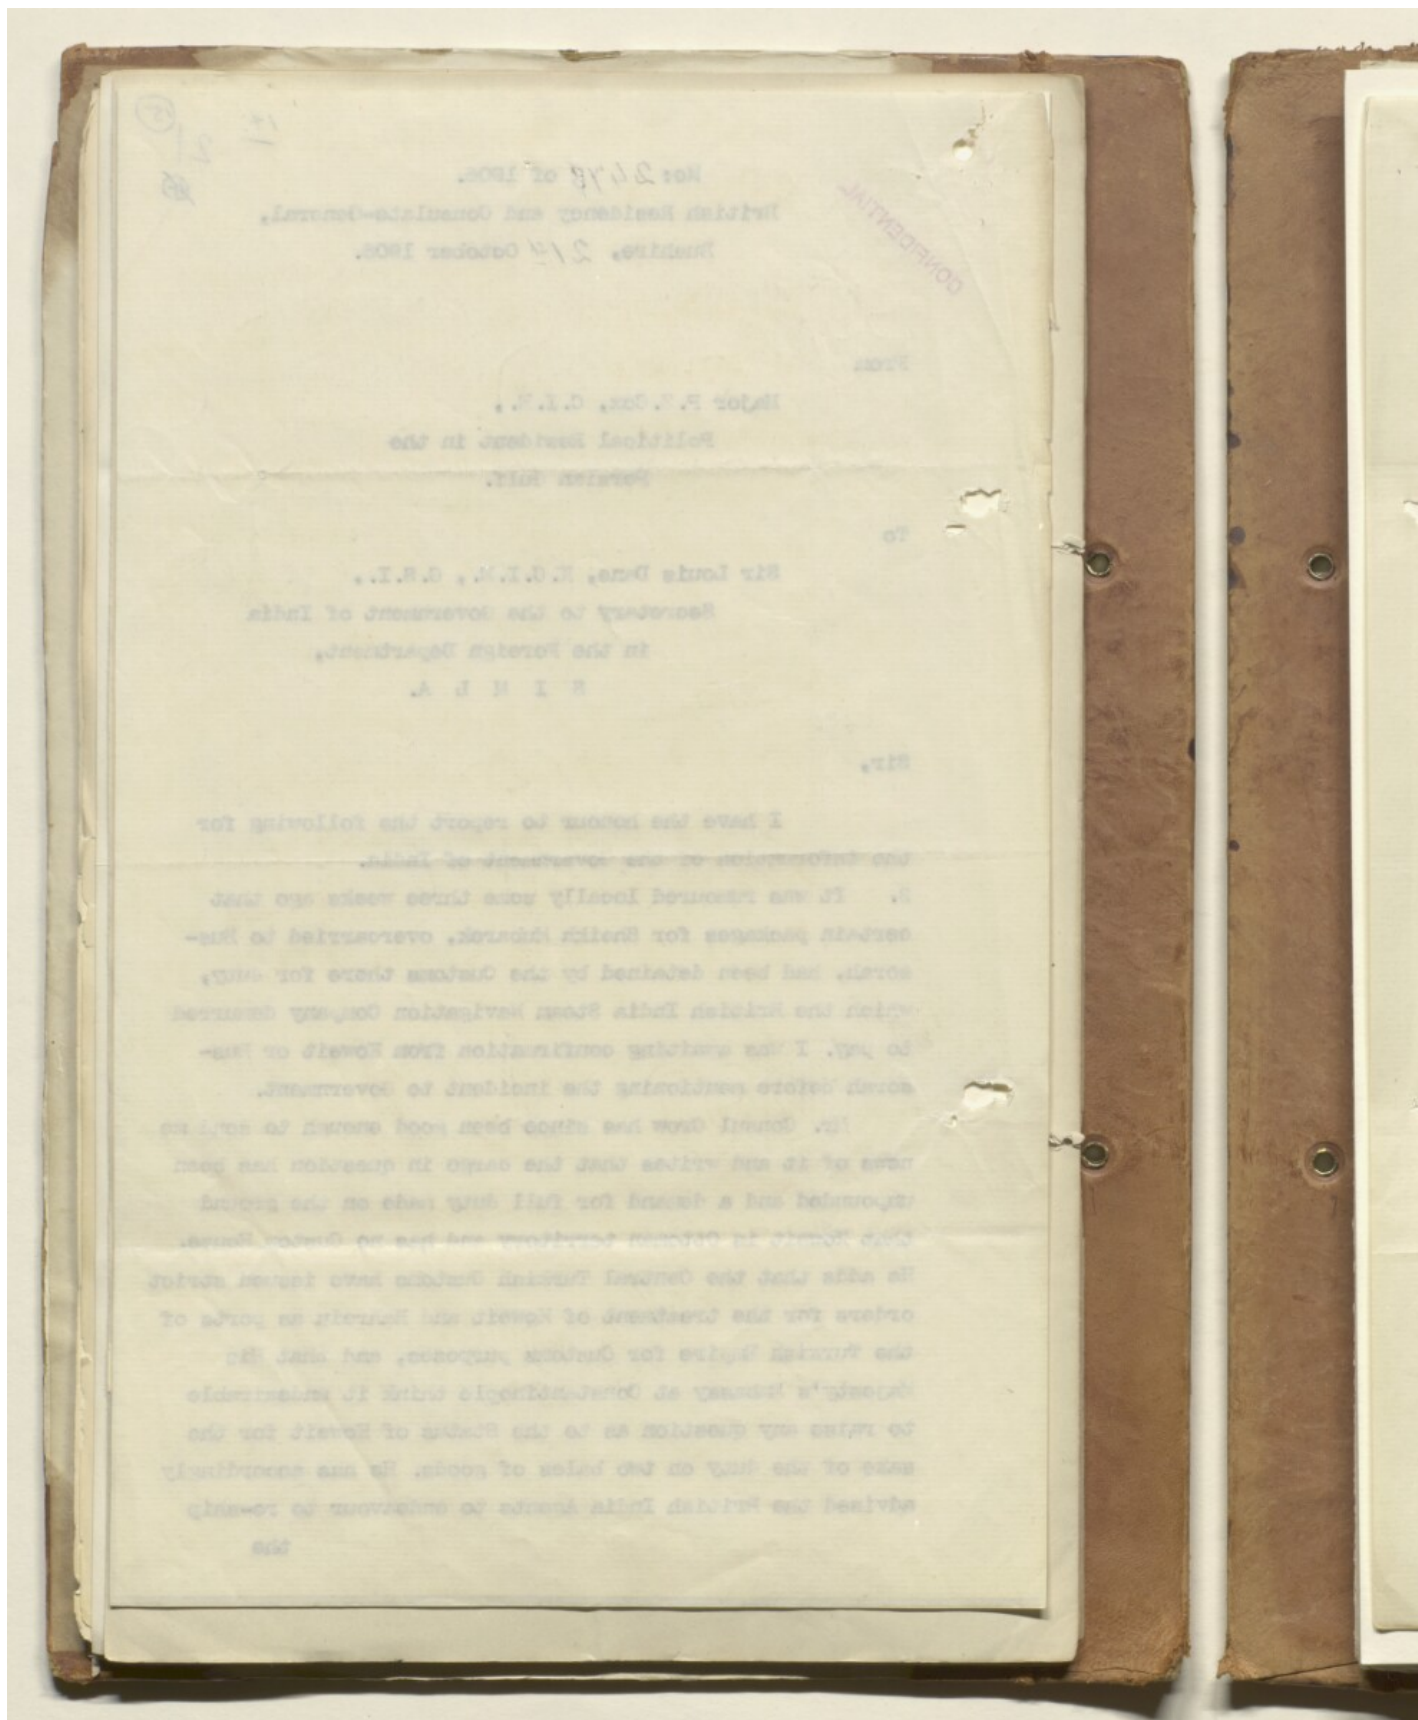 CONFIDENTIAL
No: 2478 of 1906.
British Residency and Consulate-General,
Bushire, 21st October 1906.
From
Major P.Z.Cox, C.I.E.,
Political Resident in the
Persian Gulf.
To
Sir Louis Dane, K.C.I.E., C.S.I.,
Secretary to the Government of India
in the Foreign Department,
S I M L A.
Sir,
I have the honour to report the following for
the information of the Government of India.
2. It was rumoured locally some three weeks ago that
certain packages for Sheikh Mubarak, overcarried to Bus-
sorah, had been detained by the Customs there for duty,
which the British India Steam Navigation Company demurred
to pay. I was awaiting confirmation from Koweit or Bus-
sorah before mentioning the incident to Government.
Mr. Consul Crow has since been good enough to send me
news of it and writes that the cargo in question has been
impounded and a demand for full duty made on the ground
that Koweit is Ottoman territory and has no Custom House.
He adds that the Central Turkish Customs have issued strict
orders for the treatment of Koweit and Bahrein as ports of
the Turkish Empire for Customs purposes, and that His
Majesty's Embassy at Constantinople think it undesirable
to raise any question as to the Status of Koweit for the
sake of the duty on two bales of goods. He has accordingly
advised the British India Agents to endeavour to re-ship
the